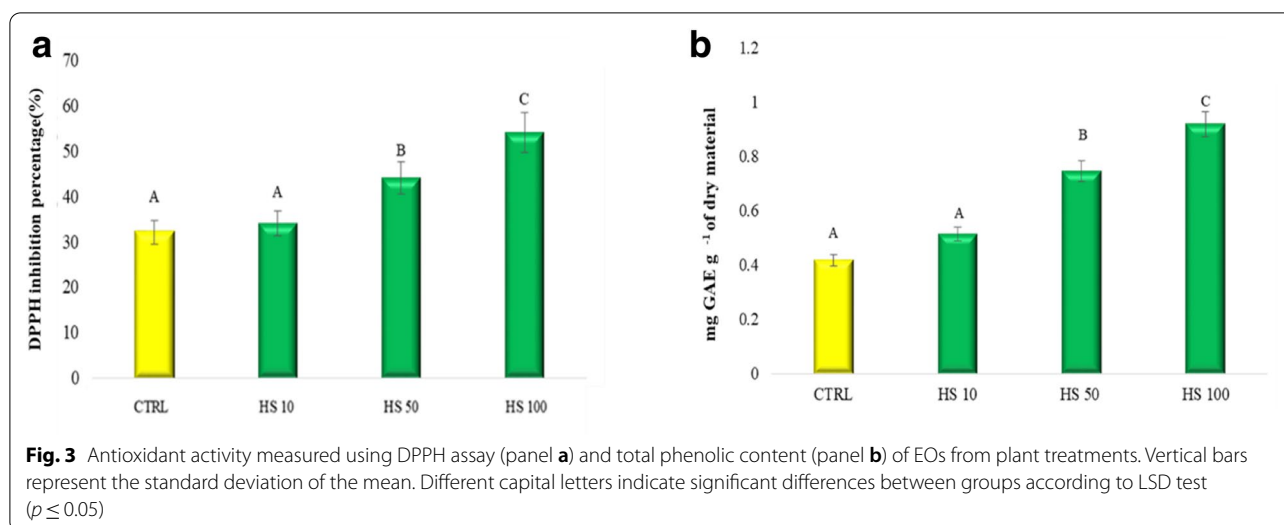 a
DPPH inhibition percentage(%)
70
60
50
40
30
20
10
0
A
A
B
C
CTRL
HS 10
HS 50
HS 100
b
mg GAE g -1 of dry material
1.2
1
0.8
0.6
0.4
0.2
0
A
A
B
C
CTRL
HS 10
HS 50
HS 100
Fig. 3 Antioxidant activity measured using DPPH assay (panel a) and total phenolic content (panel b) of EOs from plant treatments. Vertical bars
represent the standard deviation of the mean. Different capital letters indicate significant differences between groups according to LSD test
(p ≤ 0.05)